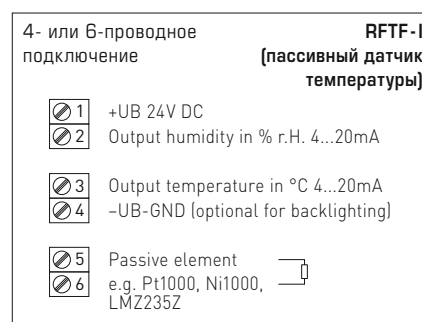 4- или 6-проводное
подключение
RFTF-I
(пассивный датчик
температуры)
1 +UB 24V DC
2 Output humidity in % r.H. 4...20mA
3 Output temperature in °C 4...20mA
4 –UB-GND (optional for backlighting)
5 Passive element
6 e.g. Pt1000, Ni1000,
LMZ235Z